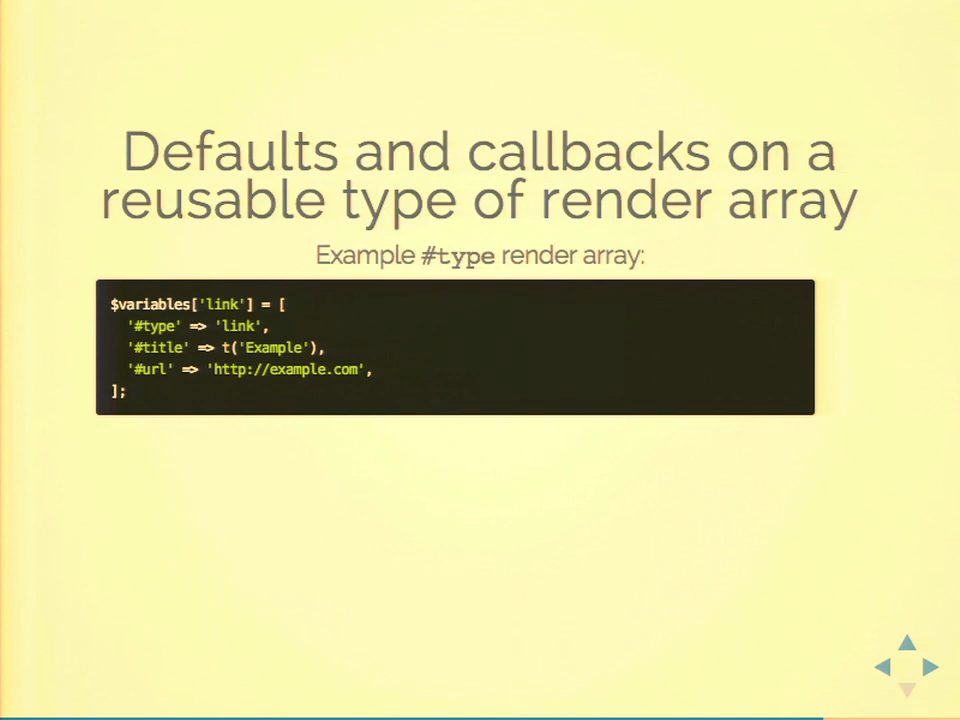 Defaults and callbacks on a
reusable type of render array
Example #type render array:
$variables['link'] = [
  '#type' => 'link',
  '#title' => t('Example'),
  '#url' => 'http://example.com',
];